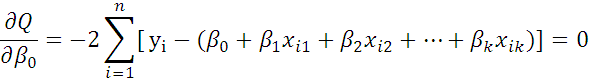 ∂Q/∂β₀ = −2 ∑ᵢ₌₁ⁿ [ yᵢ − (β₀ + β₁xᵢ₁ + β₂xᵢ₂ + ⋯ + βₖxᵢₖ)] = 0